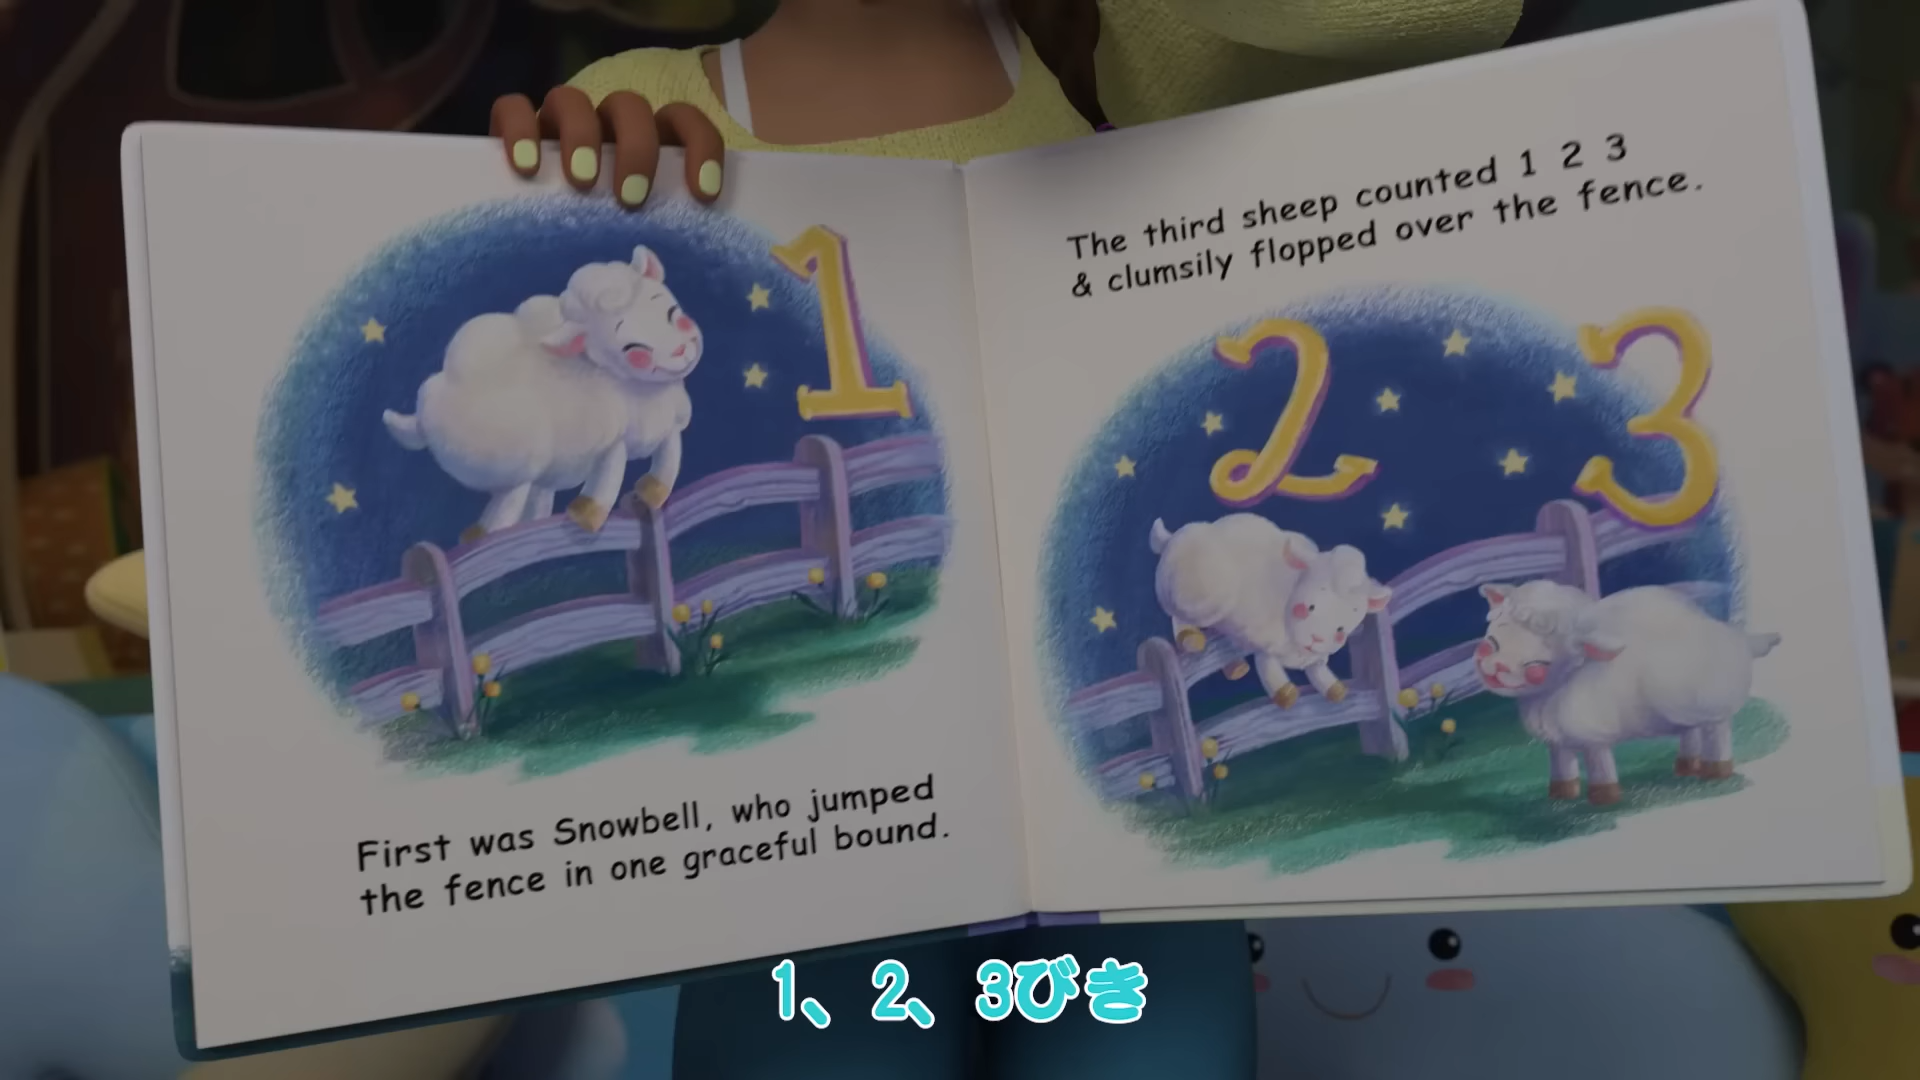 1
First was Snowbell, who jumped
the fence in one graceful bound.
The third sheep counted 1 2 3
& clumsily flopped over the fence.
2 3
1、2、3びき